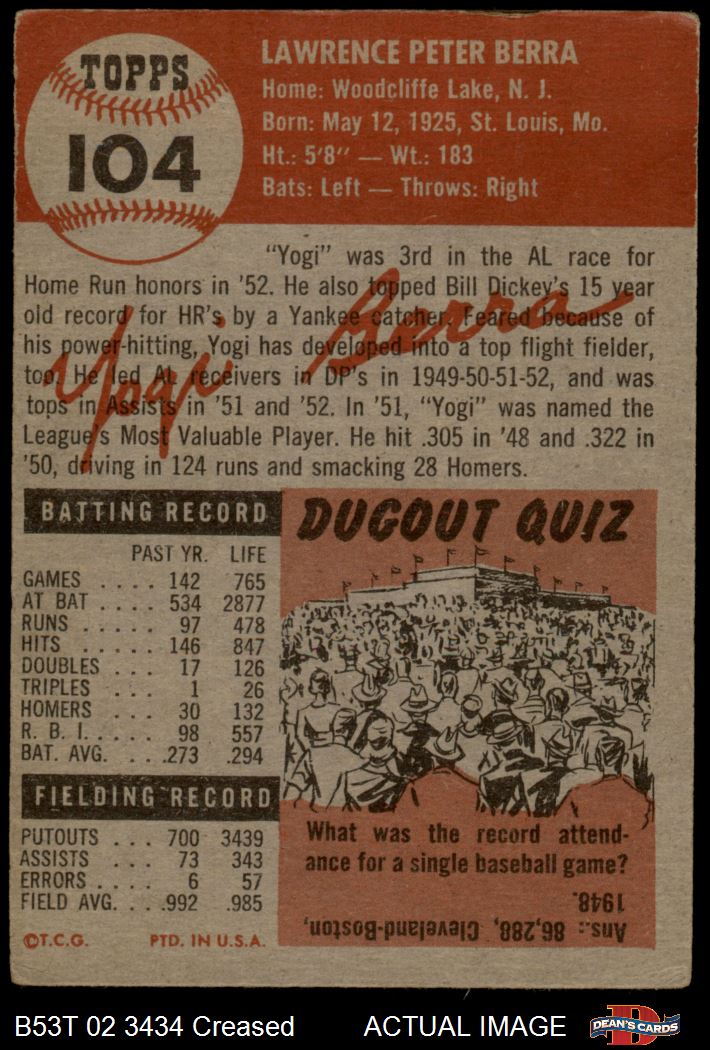 TOPPS
104
LAWRENCE PETER BERRA
Home: Woodcliffe Lake, N. J.
Born: May 12, 1925, St. Louis, Mo.
Ht.: 5'8" — Wt.: 183
Bats: Left — Throws: Right
"Yogi" was 3rd in the AL race for
Home Run honors in '52. He also topped Bill Dickey's 15 year
old record for HR's by a Yankee catcher. Feared because of
his power-hitting, Yogi has developed into a top flight fielder,
too. He led AL receivers in DP's in 1949-50-51-52, and was
tops in Assists in '51 and '52. In '51, "Yogi" was named the
League's Most Valuable Player. He hit .305 in '48 and .322 in
'50, driving in 124 runs and smacking 28 Homers.
Yogi Berra
BATTING RECORD
PAST YR. LIFE
GAMES .... 142 765
AT BAT .... 534 2877
RUNS ..... 97 478
HITS ..... 146 847
DOUBLES ... 17 126
TRIPLES ... 1 26
HOMERS ... 30 132
R. B. I. .... 98 557
BAT. AVG. ... .273 .294
FIELDING RECORD
PUTOUTS ... 700 3439
ASSISTS ... 73 343
ERRORS .... 6 57
FIELD AVG. .. .992 .985
©T.C.G. PTD. IN U.S.A.
DUGOUT QUIZ
What was the record attend-
ance for a single baseball game?
Ans.: 86,288, Cleveland-Boston,
1948.
B53T 02 3434 Creased ACTUAL IMAGE
DEAN'S CARDS